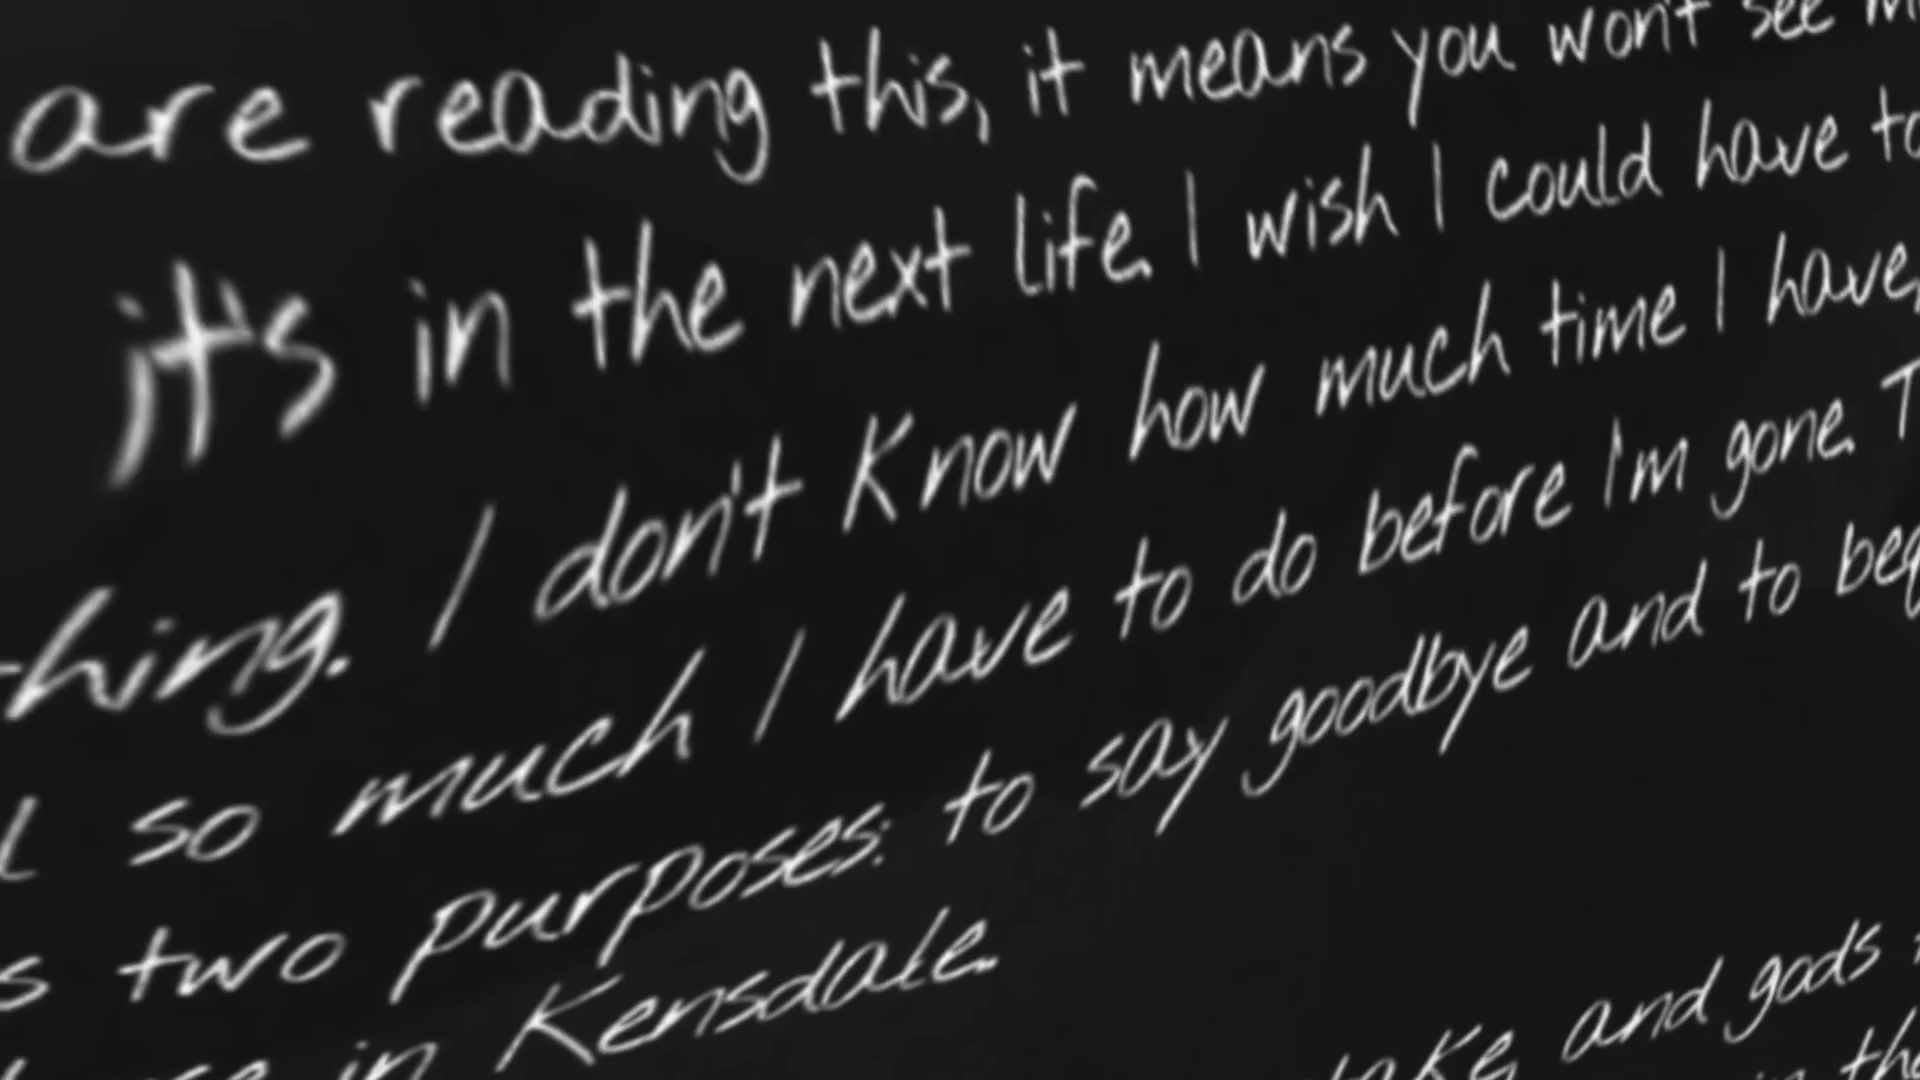 are reading this, it means you won't see
it's in the next life. I wish I could have
I don't know how much time I have,
so much I have to do before I'm gone.
two purposes: to say goodbye and to
in Kensdale.
and gods